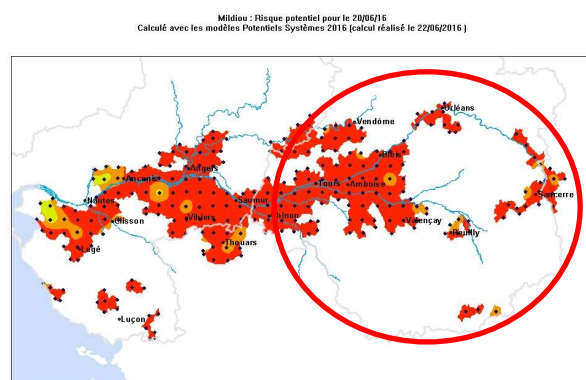 Mildiou : Risque potentiel pour le 20/06/16
Calculé avec les modèles Potentiels Systèmes 2016 (calcul réalisé le 22/06/2016 )
Orléans
Vendôme
Blois
Angers
Ancenis
Tours
Amboise
Sancerre
Nantes
Saumur
Chinon
Vihiers
Clisson
Valençay
Reuilly
Thouars
Légé
Luçon